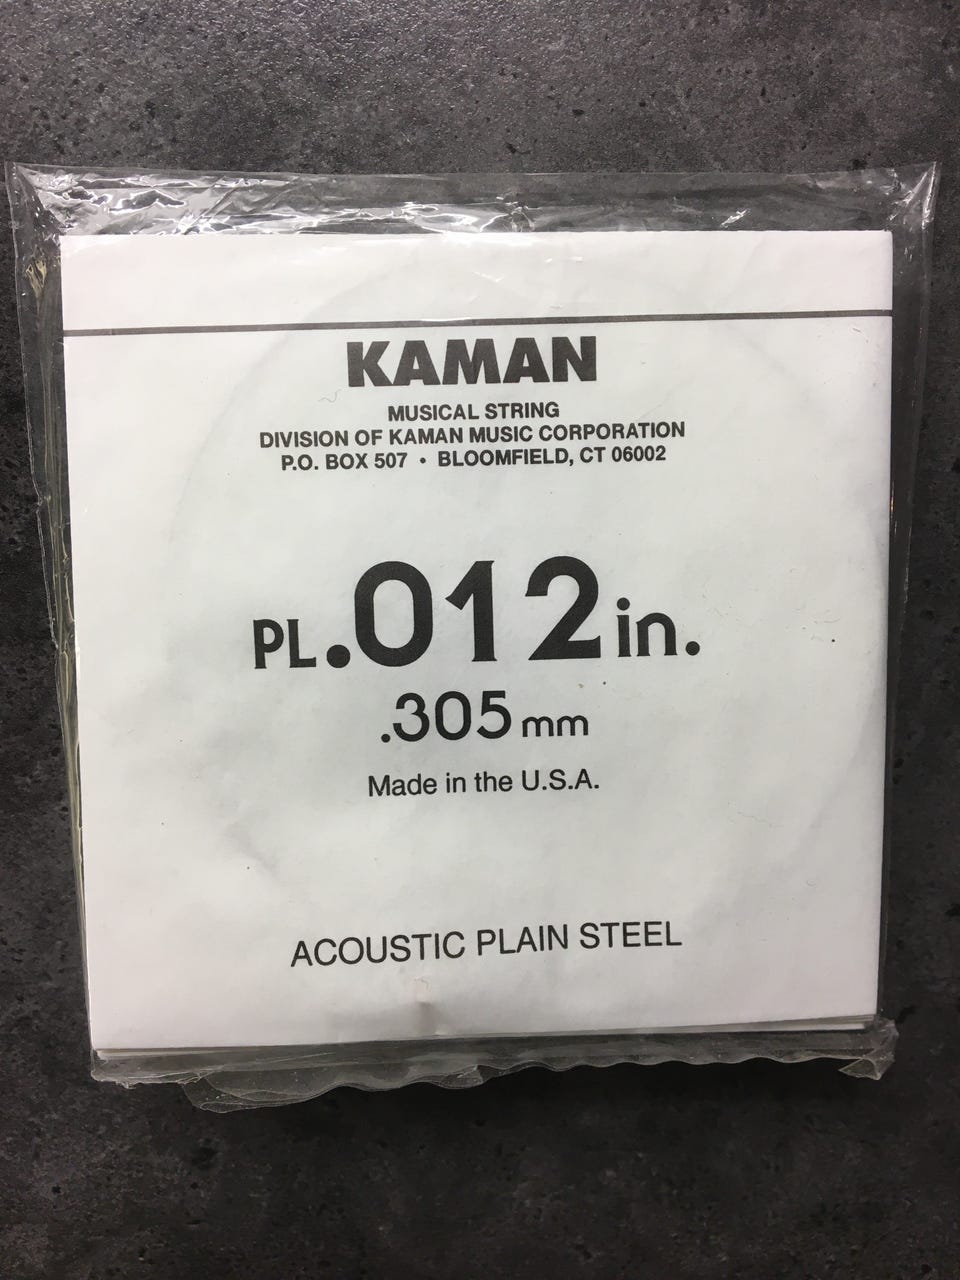 KAMAN
MUSICAL STRING
DIVISION OF KAMAN MUSIC CORPORATION
P.O. BOX 507 • BLOOMFIELD, CT 06002
PL.012in.
.305mm
Made in the U.S.A.
ACOUSTIC PLAIN STEEL